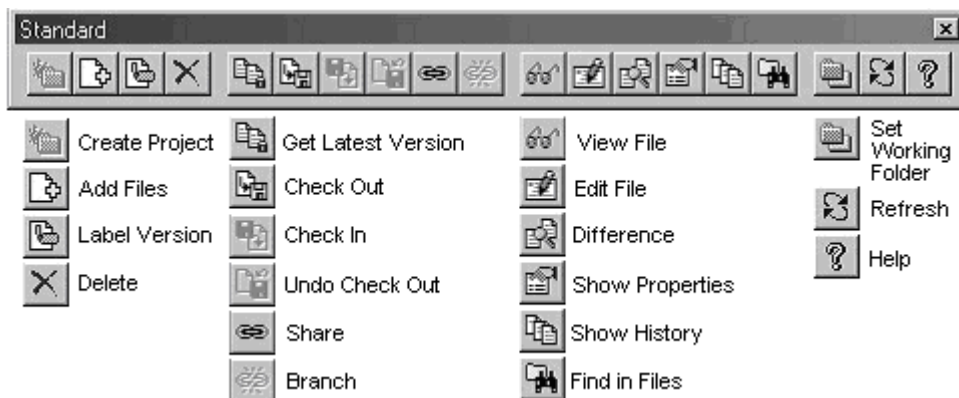 Standard
Create Project
Add Files
Label Version
Delete
Get Latest Version
Check Out
Check In
Undo Check Out
Share
Branch
View File
Edit File
Difference
Show Properties
Show History
Find in Files
Set
Working
Folder
Refresh
Help